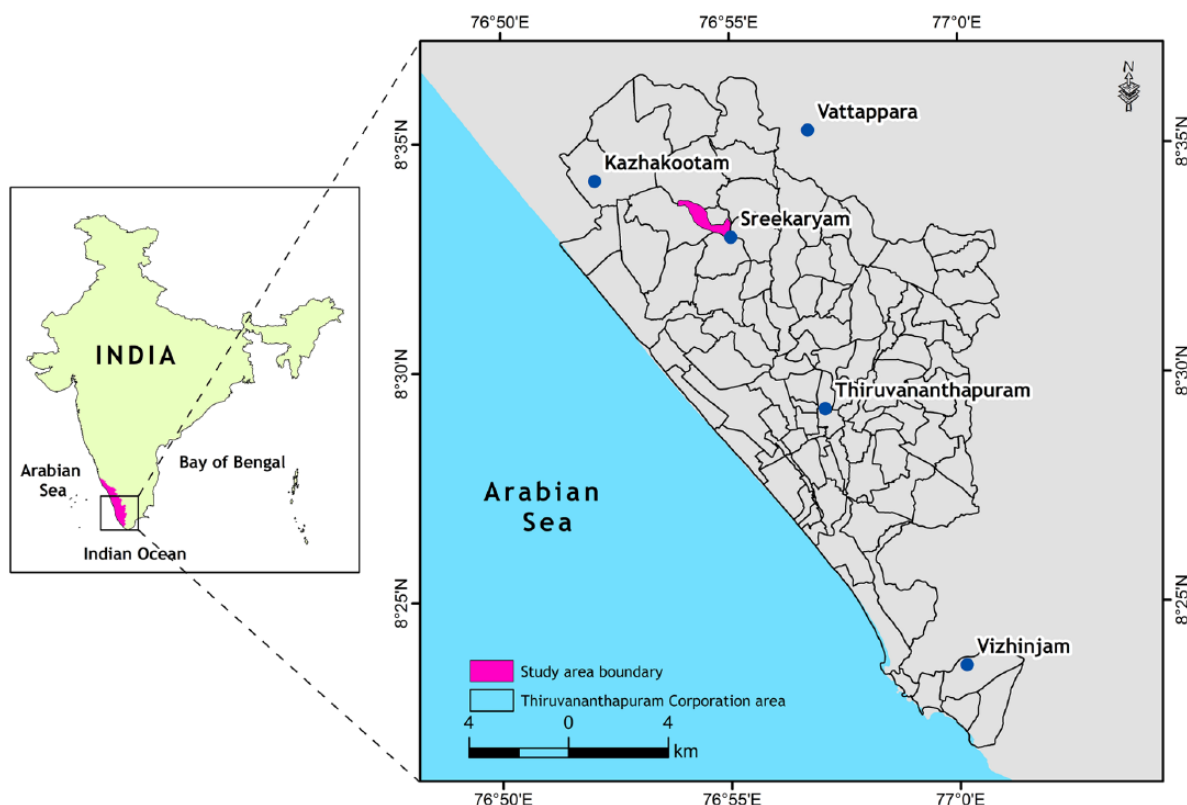 76°50'E
76°55'E
77°0'E
N
Vattappara
8°35'N
8°35'N
Kazhakootam
Sreekaryam
INDIA
8°30'N
8°30'N
Thiruvananthapuram
Arabian
Sea
Bay of Bengal
Arabian
Sea
Indian Ocean
8°25'N
8°25'N
Vizhinjam
Study area boundary
Thiruvananthapuram Corporation area
4
0
4
km
76°50'E
76°55'E
77°0'E